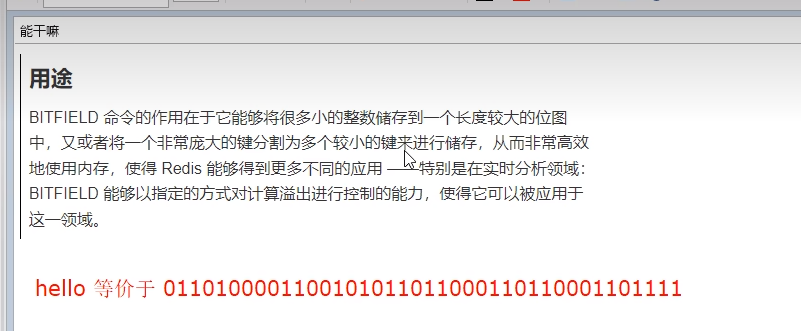 能干嘛
用途
BITFIELD 命令的作用在于它能够将很多小的整数储存到一个长度较大的位图
中，又或者将一个非常庞大的键分割为多个较小的键来进行储存，从而非常高效
地使用内存，使得 Redis 能够得到更多不同的应用 —— 特别是在实时分析领域：
BITFIELD 能够以指定的方式对计算溢出进行控制的能力，使得它可以被应用于
这一领域。
hello 等价于 0110100001100101011011000110110001101111